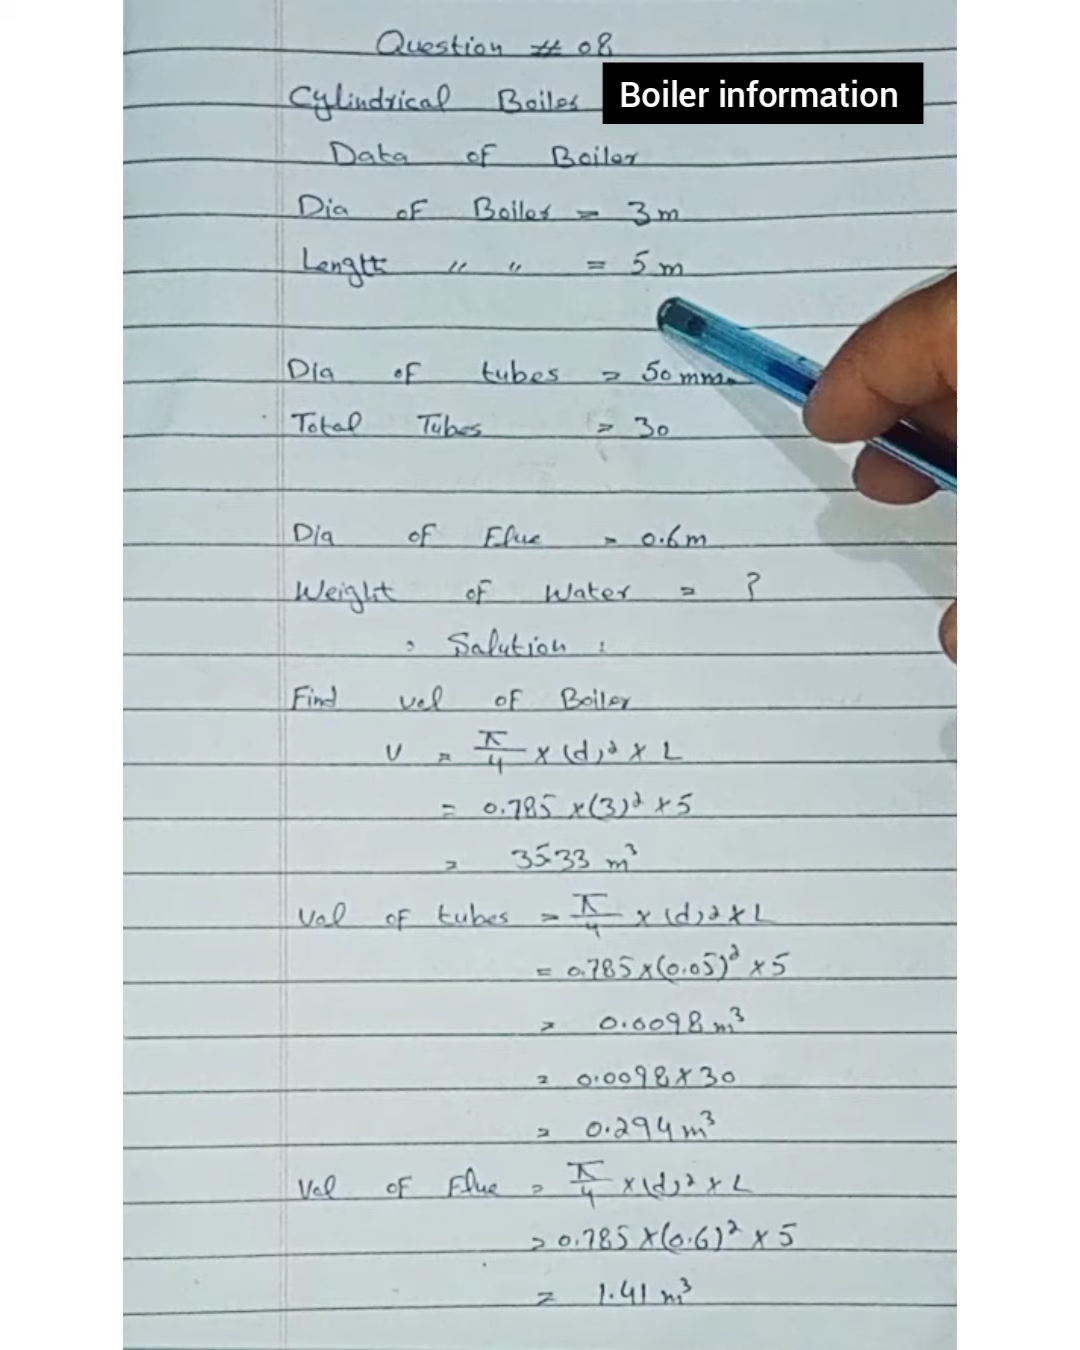 Question # 08
Cylindrical Boiler
Boiler information
Data of Boiler
Dia of Boiler = 3m
Length " " = 5m
Dia of tubes = 50mm
Total Tubes = 30
Dia of Flue = 0.6m
Weight of Water = ?
: Salution :
Find vol of Boiler
V = π/4 × (d)² × L
= 0.785 × (3)² × 5
= 35.33 m³
Vol of tubes = π/4 × (d)² × L
= 0.785 × (0.05)² × 5
= 0.0098 m³
= 0.0098 × 30
= 0.294 m³
Vol of Flue = π/4 × (d)² × L
= 0.785 × (0.6)² × 5
= 1.41 m³